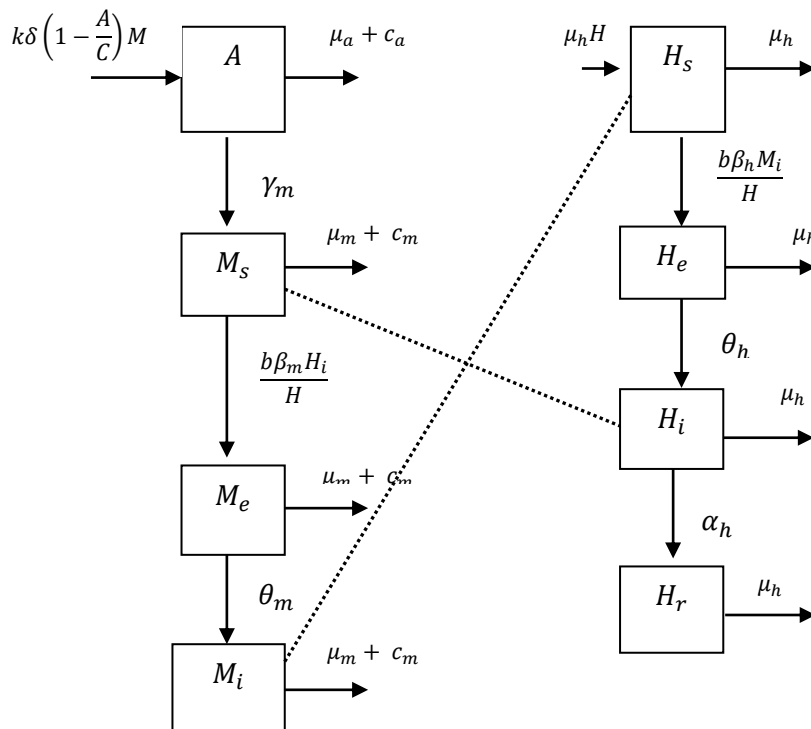 kδ(1 − A/C)M
A
μ_a + c_a
γ_m
M_s
μ_m + c_m
bβ_m H_i / H
M_e
μ_m + c_m
θ_m
M_i
μ_m + c_m
μ_h H
H_s
μ_h
bβ_h M_i / H
H_e
μ_h
θ_h
H_i
μ_h
α_h
H_r
μ_h